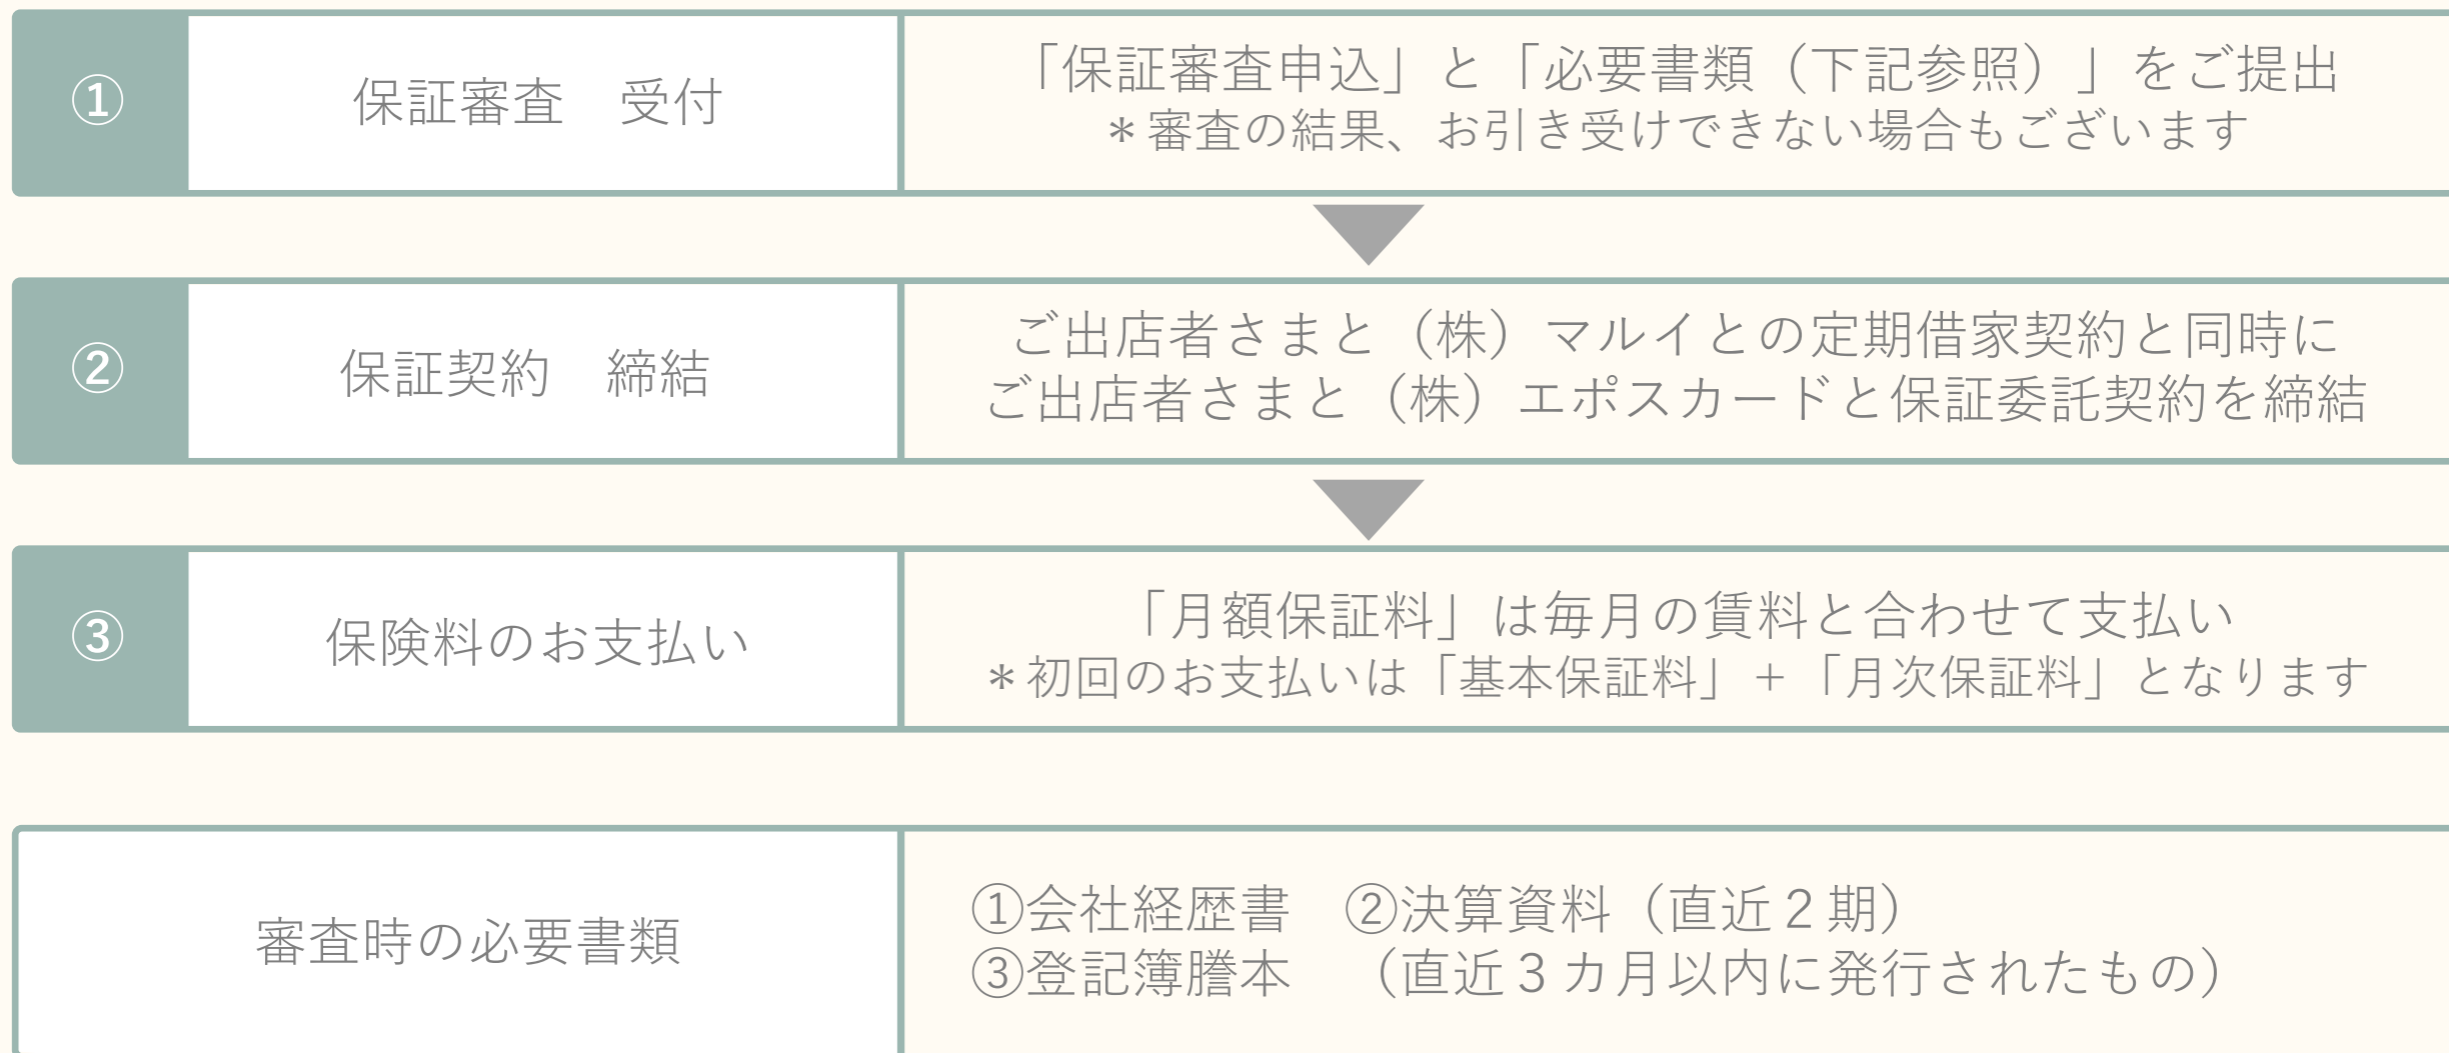 ①
保証審査　受付
「保証審査申込」と「必要書類（下記参照）」をご提出
＊審査の結果、お引き受けできない場合もございます
②
保証契約　締結
ご出店者さまと（株）マルイとの定期借家契約と同時に
ご出店者さまと（株）エポスカードと保証委託契約を締結
③
保険料のお支払い
「月額保証料」は毎月の賃料と合わせて支払い
＊初回のお支払いは「基本保証料」+「月次保証料」となります
審査時の必要書類
①会社経歴書　②決算資料（直近２期）
③登記簿謄本　（直近３カ月以内に発行されたもの）